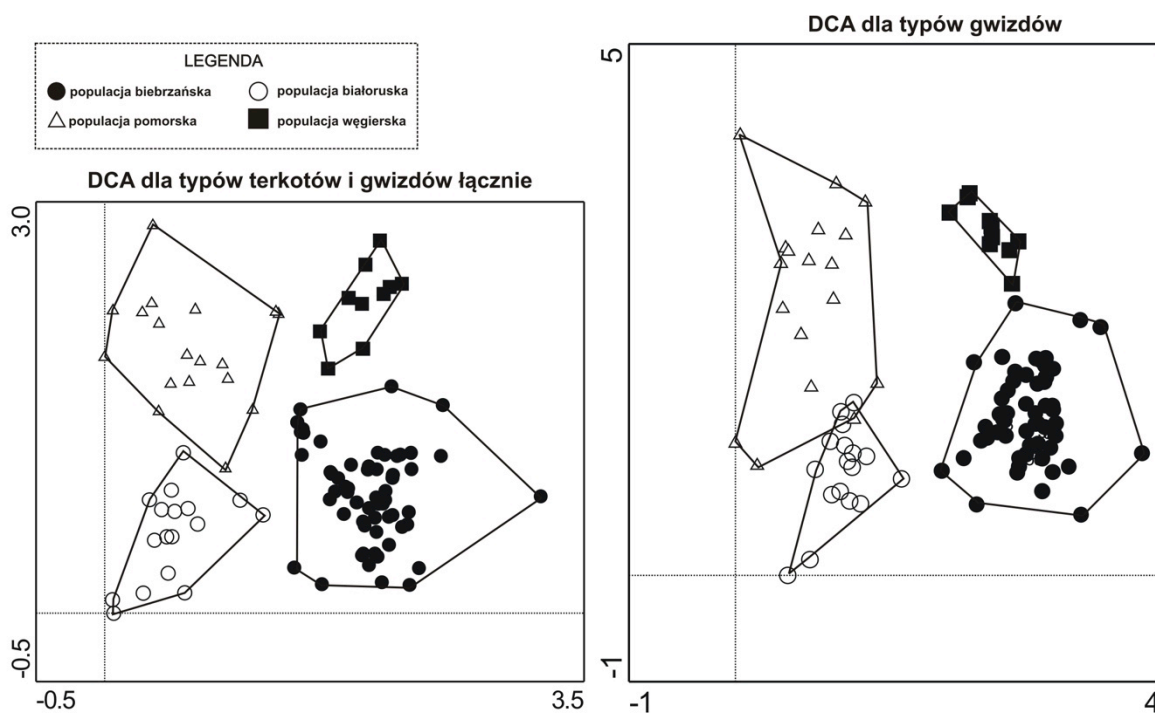 LEGENDA
populacja biebrzańska
populacja białoruska
populacja pomorska
populacja węgierska
DCA dla typów terkotów i gwizdów łącznie
3.0
-0.5
-0.5
3.5
DCA dla typów gwizdów
5
-1
-1
4